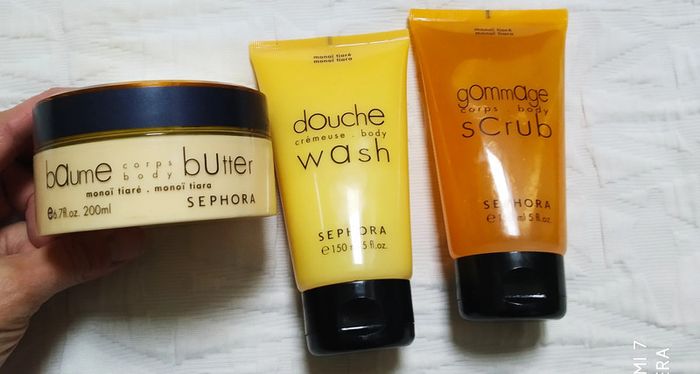 baume corps body butter
monoï tiaré . monoï tiara
SEPHORA
e6.7fl.oz. 200ml
monoï tiaré
monoï tiara
douche
crémeuse . body
wash
SEPHORA
e 150 ml 5 fl.oz.
monoï tiaré
monoï tiara
gommage
corps . body
scrub
SEPHORA
5 fl.oz.
MI 7